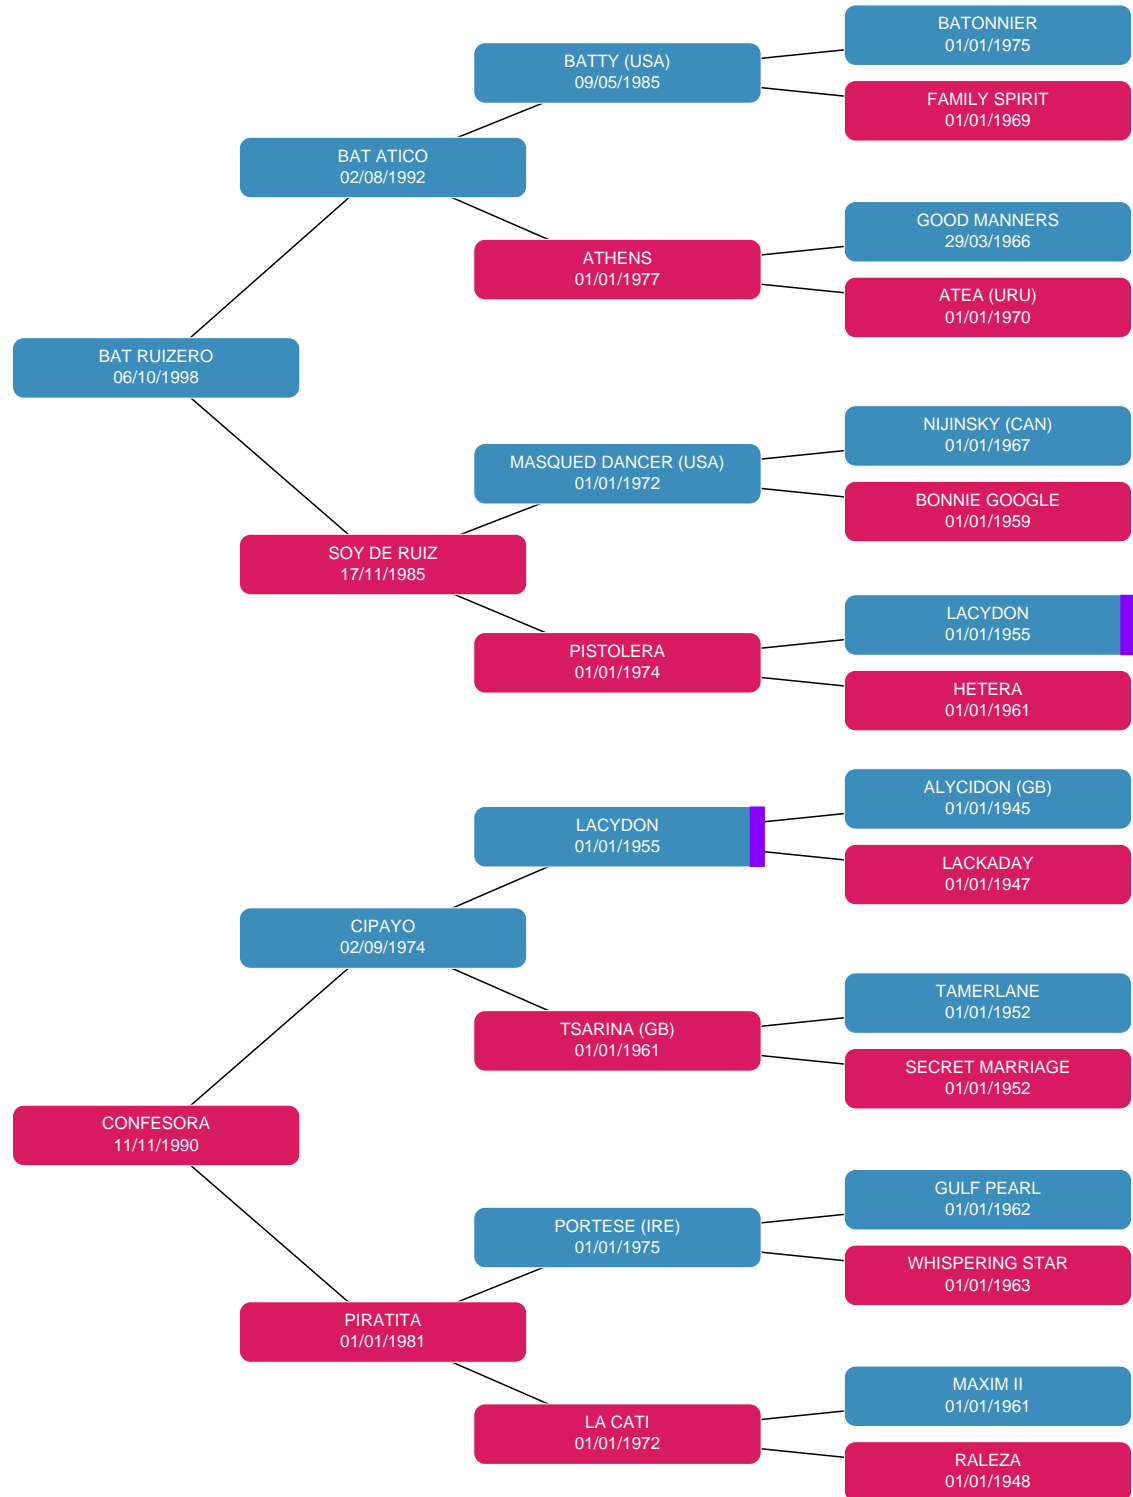 BATONNIER
01/01/1975
BATTY (USA)
09/05/1985
FAMILY SPIRIT
01/01/1969
BAT ATICO
02/08/1992
GOOD MANNERS
29/03/1966
ATHENS
01/01/1977
ATEA (URU)
01/01/1970
BAT RUIZERO
06/10/1998
NIJINSKY (CAN)
01/01/1967
MASQUED DANCER (USA)
01/01/1972
BONNIE GOOGLE
01/01/1959
SOY DE RUIZ
17/11/1985
LACYDON
01/01/1955
PISTOLERA
01/01/1974
HETERA
01/01/1961
ALYCIDON (GB)
01/01/1945
LACYDON
01/01/1955
LACKADAY
01/01/1947
CIPAYO
02/09/1974
TAMERLANE
01/01/1952
TSARINA (GB)
01/01/1961
SECRET MARRIAGE
01/01/1952
CONFESORA
11/11/1990
GULF PEARL
01/01/1962
PORTESE (IRE)
01/01/1975
WHISPERING STAR
01/01/1963
PIRATITA
01/01/1981
MAXIM II
01/01/1961
LA CATI
01/01/1972
RALEZA
01/01/1948